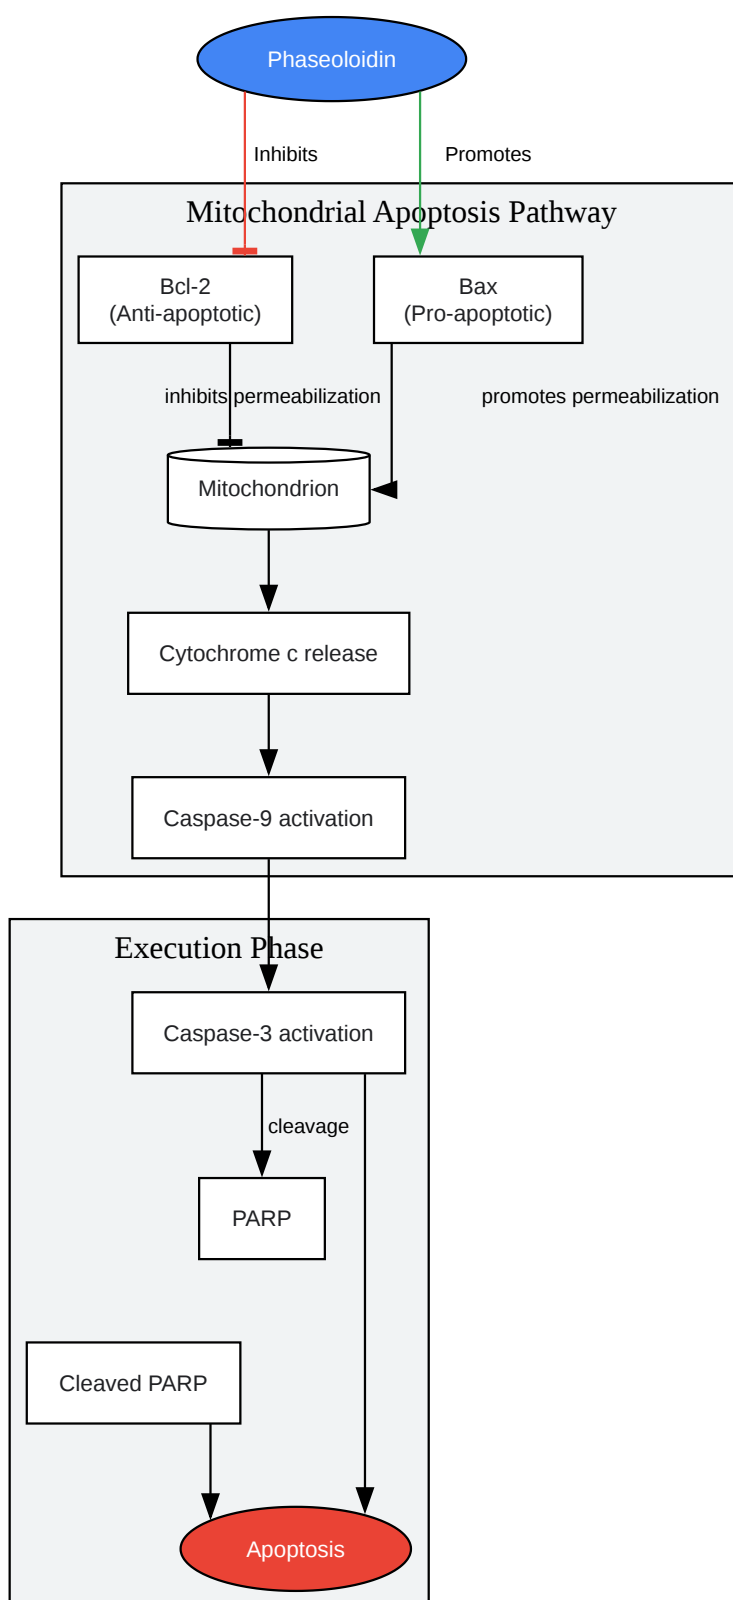 Phaseoloidin
Inhibits
Promotes
Mitochondrial Apoptosis Pathway
Bcl-2
(Anti-apoptotic)
Bax
(Pro-apoptotic)
inhibits permeabilization
promotes permeabilization
Mitochondrion
Cytochrome c release
Caspase-9 activation
Execution Phase
Caspase-3 activation
cleavage
PARP
Cleaved PARP
Apoptosis